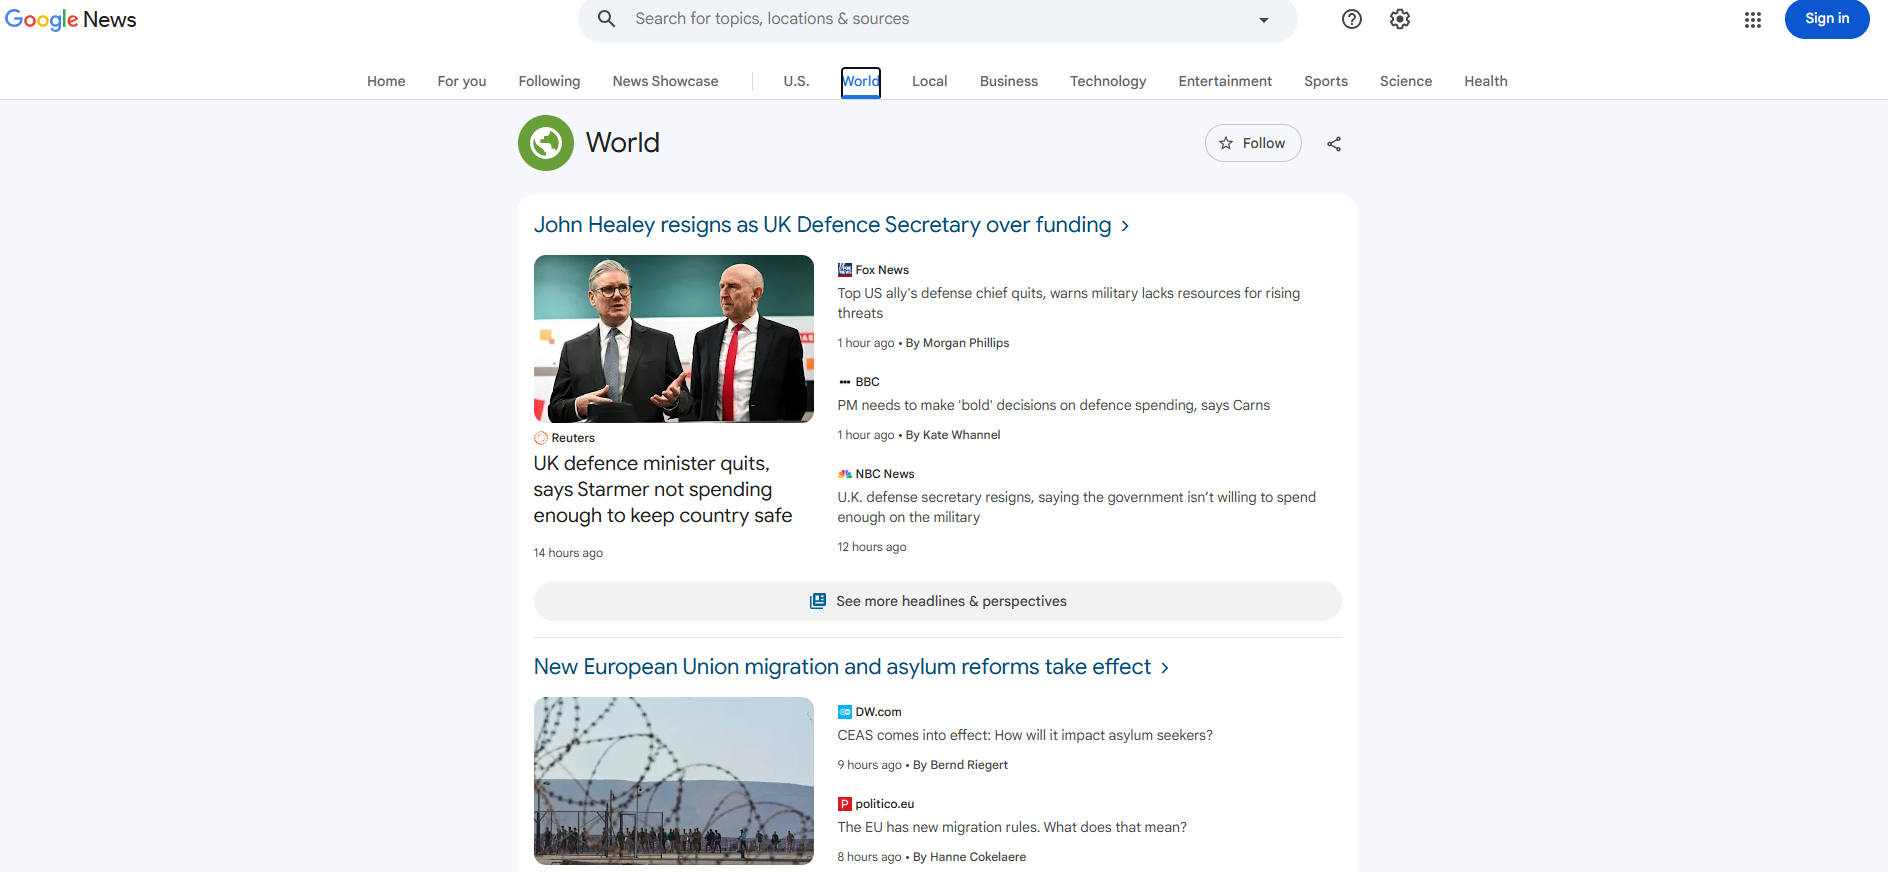 Google News
Search for topics, locations & sources
Sign in
Home
For you
Following
News Showcase
U.S.
World
Local
Business
Technology
Entertainment
Sports
Science
Health
World
Follow
John Healey resigns as UK Defence Secretary over funding
Reuters
UK defence minister quits,
says Starmer not spending
enough to keep country safe
14 hours ago
Fox News
Top US ally's defense chief quits, warns military lacks resources for rising
threats
1 hour ago • By Morgan Phillips
BBC
PM needs to make 'bold' decisions on defence spending, says Carns
1 hour ago • By Kate Whannel
NBC News
U.K. defense secretary resigns, saying the government isn’t willing to spend
enough on the military
12 hours ago
See more headlines & perspectives
New European Union migration and asylum reforms take effect
DW.com
CEAS comes into effect: How will it impact asylum seekers?
9 hours ago • By Bernd Riegert
politico.eu
The EU has new migration rules. What does that mean?
8 hours ago • By Hanne Cokelaere